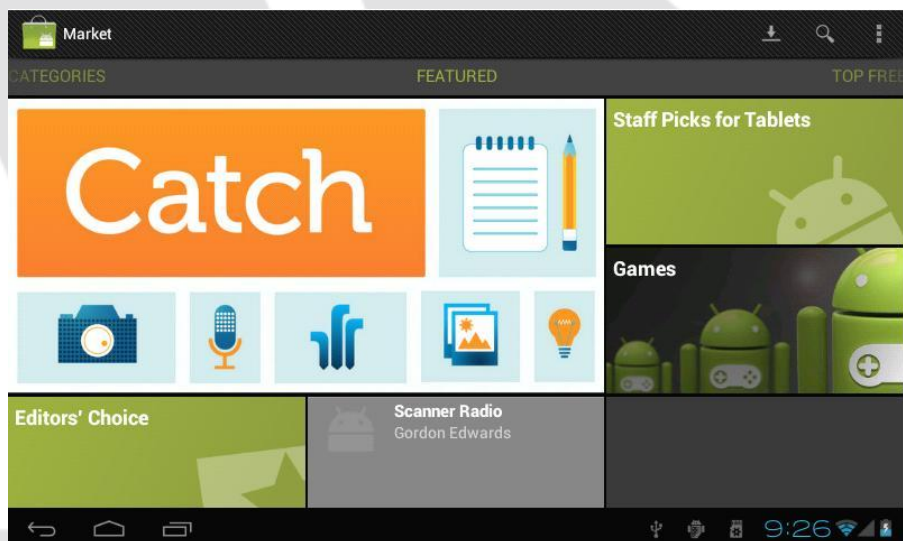 Market
CATEGORIES
FEATURED
TOP FREE
Catch
Staff Picks for Tablets
Games
Editors' Choice
Scanner Radio
Gordon Edwards
9:26